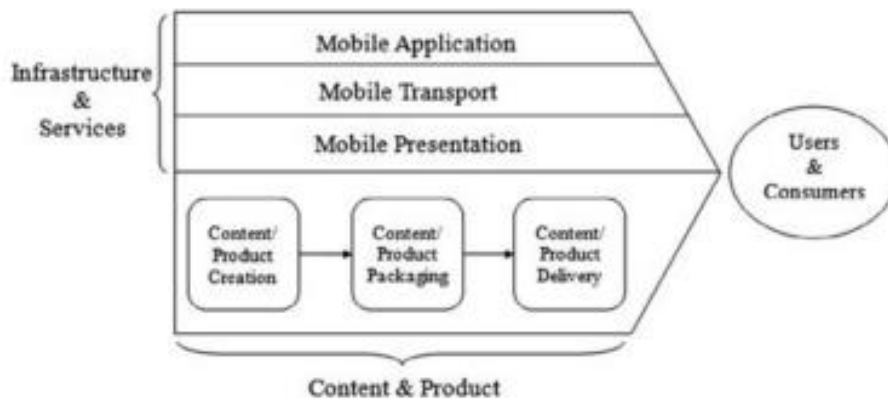 Mobile Application
Mobile Transport
Mobile Presentation
Infrastructure
&
Services
Users
&
Consumers
Content/
Product
Creation
Content/
Product
Packaging
Content/
Product
Delivery
Content & Product